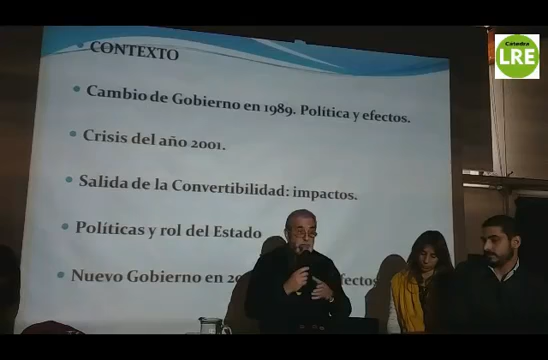 Cátedra
LRE
• CONTEXTO
• Cambio de Gobierno en 1989. Política y efectos.
• Crisis del año 2001.
• Salida de la Convertibilidad: impactos.
• Políticas y rol del Estado
• Nuevo Gobierno en